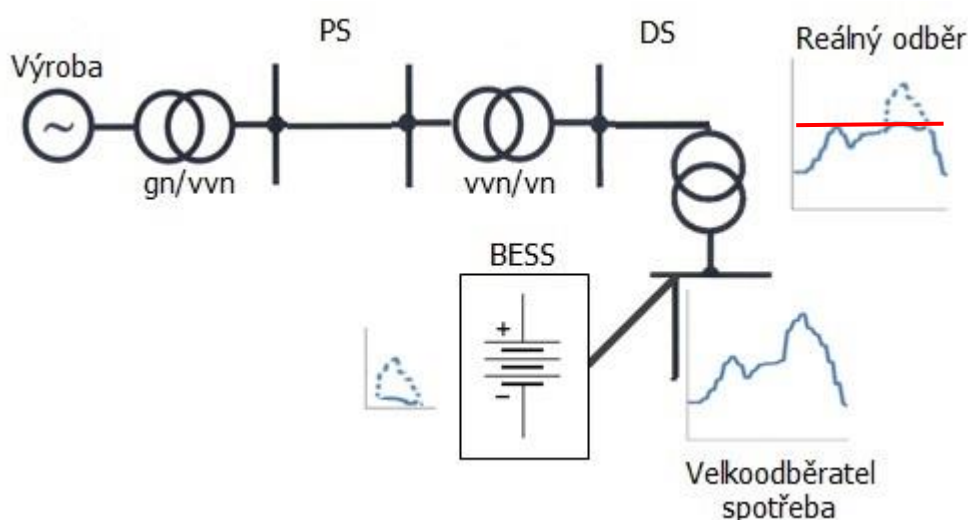 PS
DS
Reálný odběr
Výroba
~
gn/vvn
vvn/vn
BESS
+
−
Velkoodběratel
spotřeba